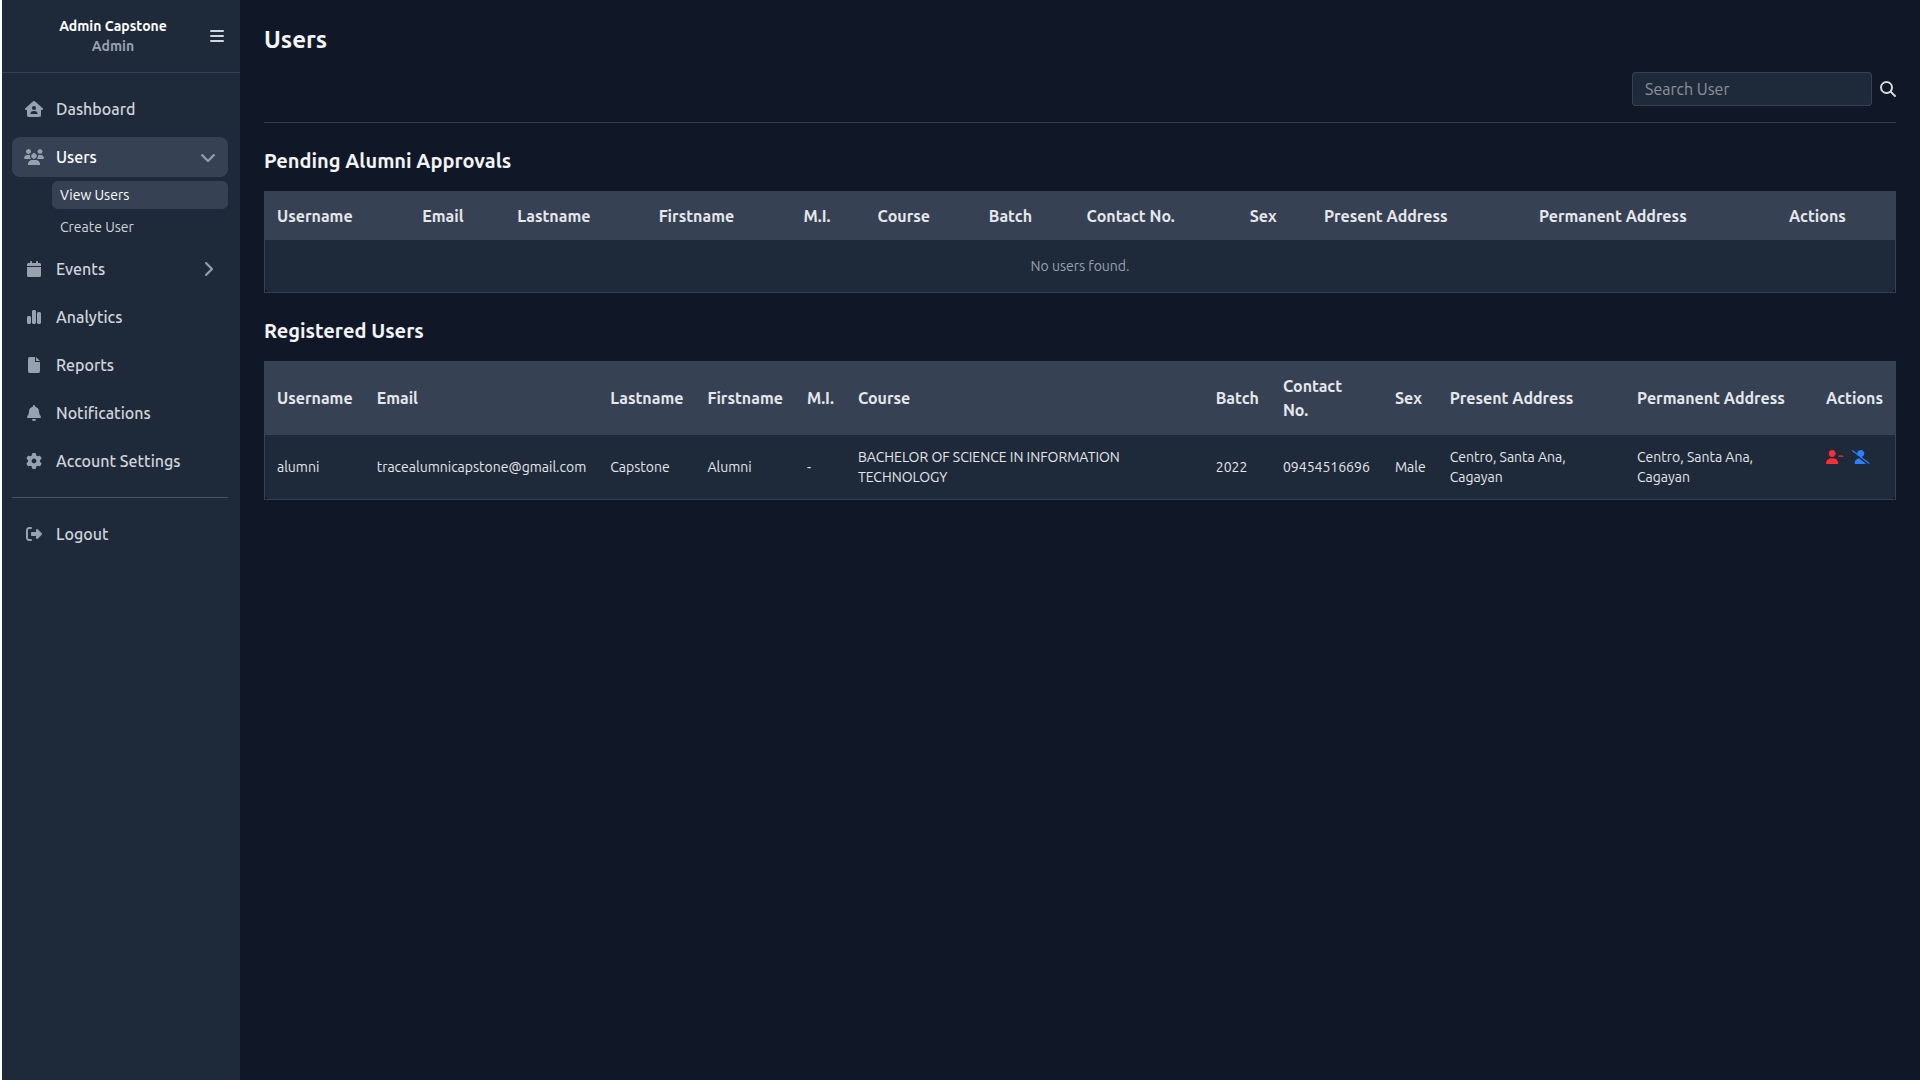 Admin Capstone
Admin
Dashboard
Users
View Users
Create User
Events
Analytics
Reports
Notifications
Account Settings
Logout
Users
Search User
Pending Alumni Approvals
Username Email Lastname Firstname M.I. Course Batch Contact No. Sex Present Address Permanent Address Actions
No users found.
Registered Users
Username Email Lastname Firstname M.I. Course Batch Contact No. Sex Present Address Permanent Address Actions
alumni tracealumnicapstone@gmail.com Capstone Alumni - BACHELOR OF SCIENCE IN INFORMATION TECHNOLOGY 2022 09454516696 Male Centro, Santa Ana, Cagayan Centro, Santa Ana, Cagayan